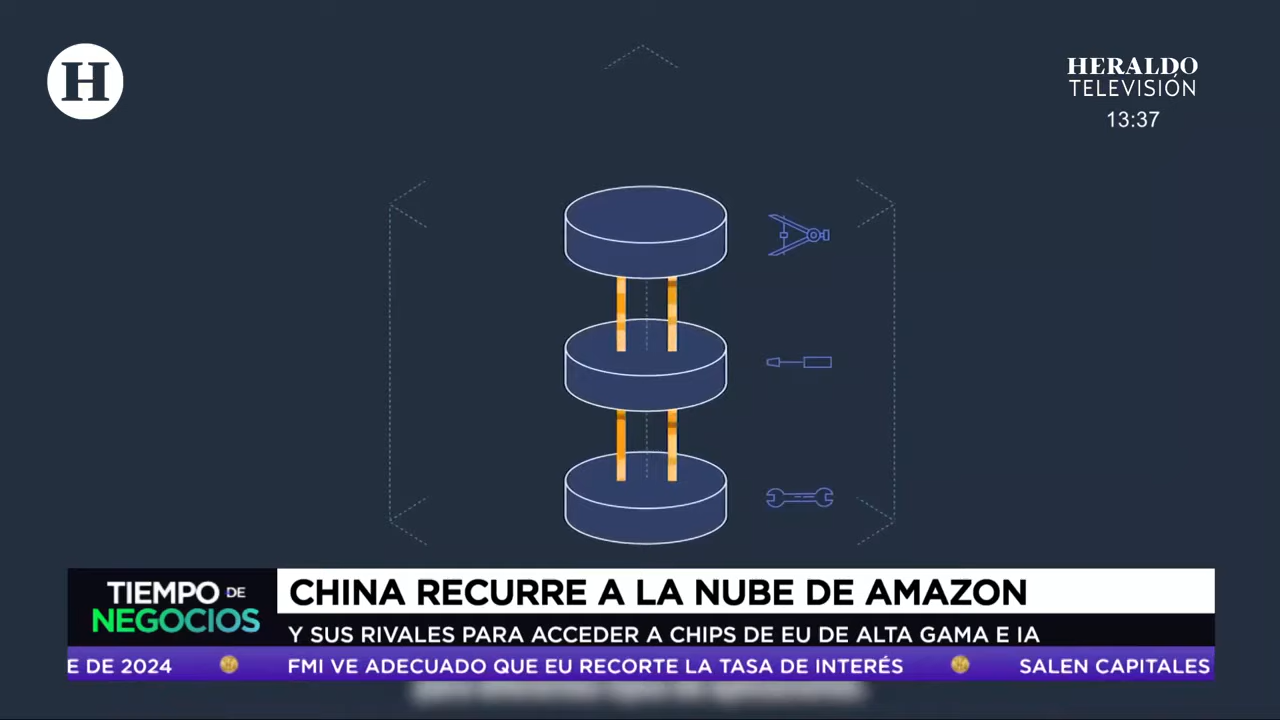 H
HERALDO
TELEVISIÓN
13:37
TIEMPO DE
NEGOCIOS
CHINA RECURRE A LA NUBE DE AMAZON
Y SUS RIVALES PARA ACCEDER A CHIPS DE EU DE ALTA GAMA E IA
E DE 2024 FMI VE ADECUADO QUE EU RECORTE LA TASA DE INTERÉS SALEN CAPITALES